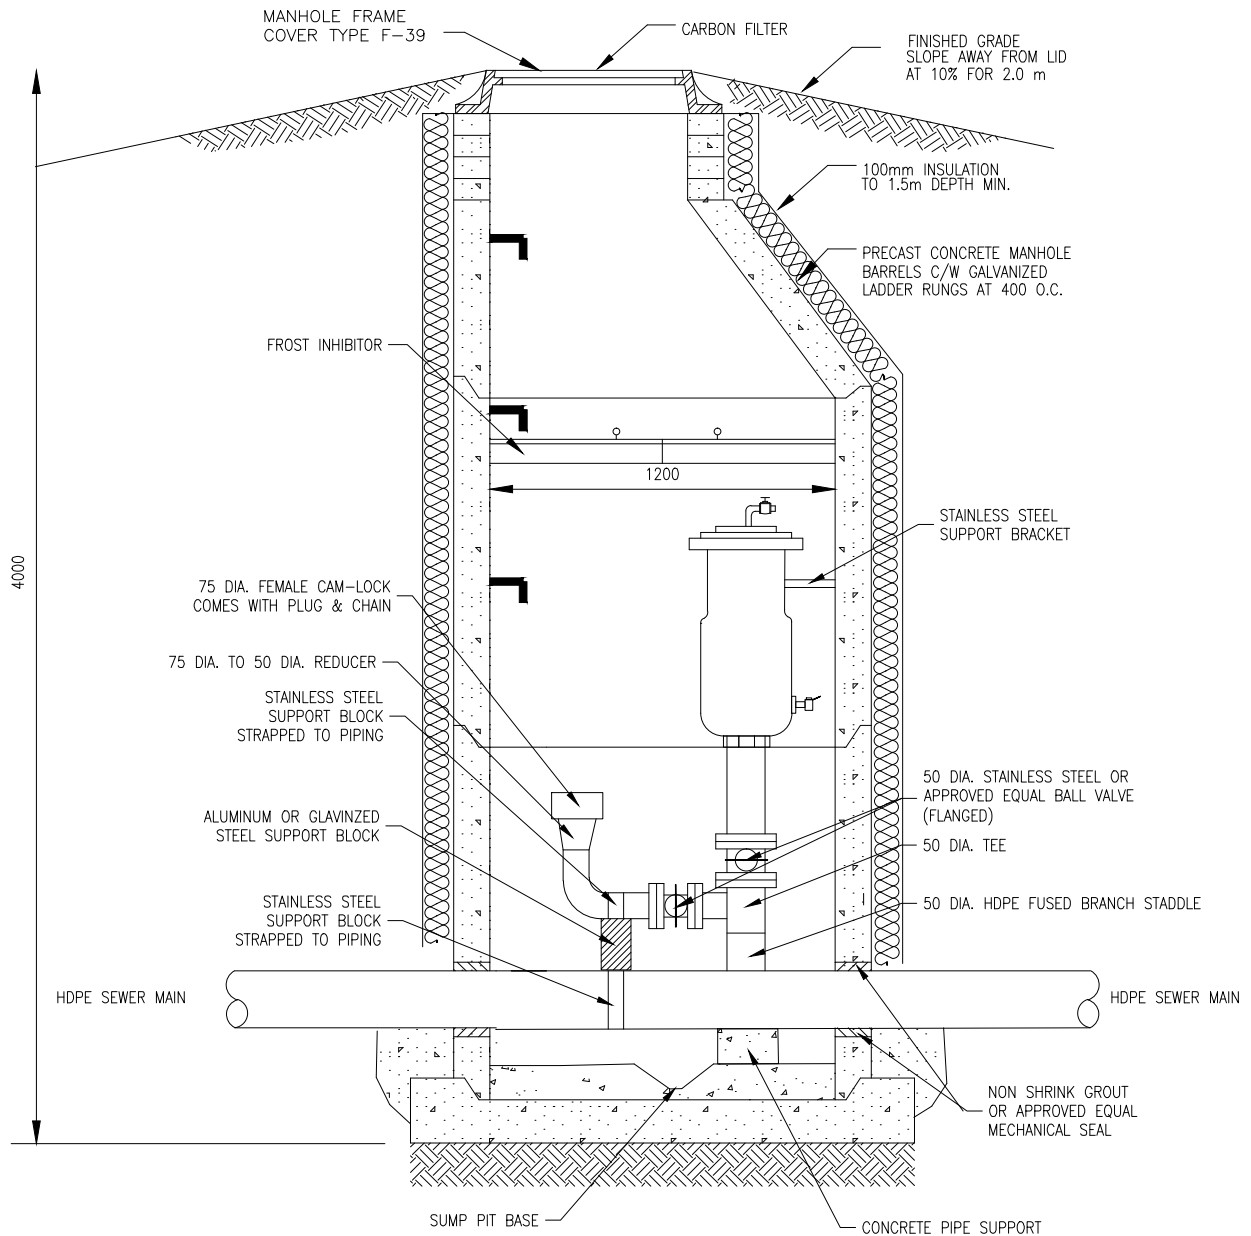 MANHOLE FRAME
COVER TYPE F-39
CARBON FILTER
FINISHED GRADE
SLOPE AWAY FROM LID
AT 10% FOR 2.0 m
100mm INSULATION
TO 1.5m DEPTH MIN.
PRECAST CONCRETE MANHOLE
BARRELS C/W GALVANIZED
LADDER RUNGS AT 400 O.C.
FROST INHIBITOR
1200
4000
STAINLESS STEEL
SUPPORT BRACKET
75 DIA. FEMALE CAM-LOCK
COMES WITH PLUG & CHAIN
75 DIA. TO 50 DIA. REDUCER
STAINLESS STEEL
SUPPORT BLOCK
STRAPPED TO PIPING
50 DIA. STAINLESS STEEL OR
APPROVED EQUAL BALL VALVE
(FLANGED)
ALUMINUM OR GLAVINZED
STEEL SUPPORT BLOCK
50 DIA. TEE
STAINLESS STEEL
SUPPORT BLOCK
STRAPPED TO PIPING
50 DIA. HDPE FUSED BRANCH STADDLE
HDPE SEWER MAIN
HDPE SEWER MAIN
NON SHRINK GROUT
OR APPROVED EQUAL
MECHANICAL SEAL
SUMP PIT BASE
CONCRETE PIPE SUPPORT